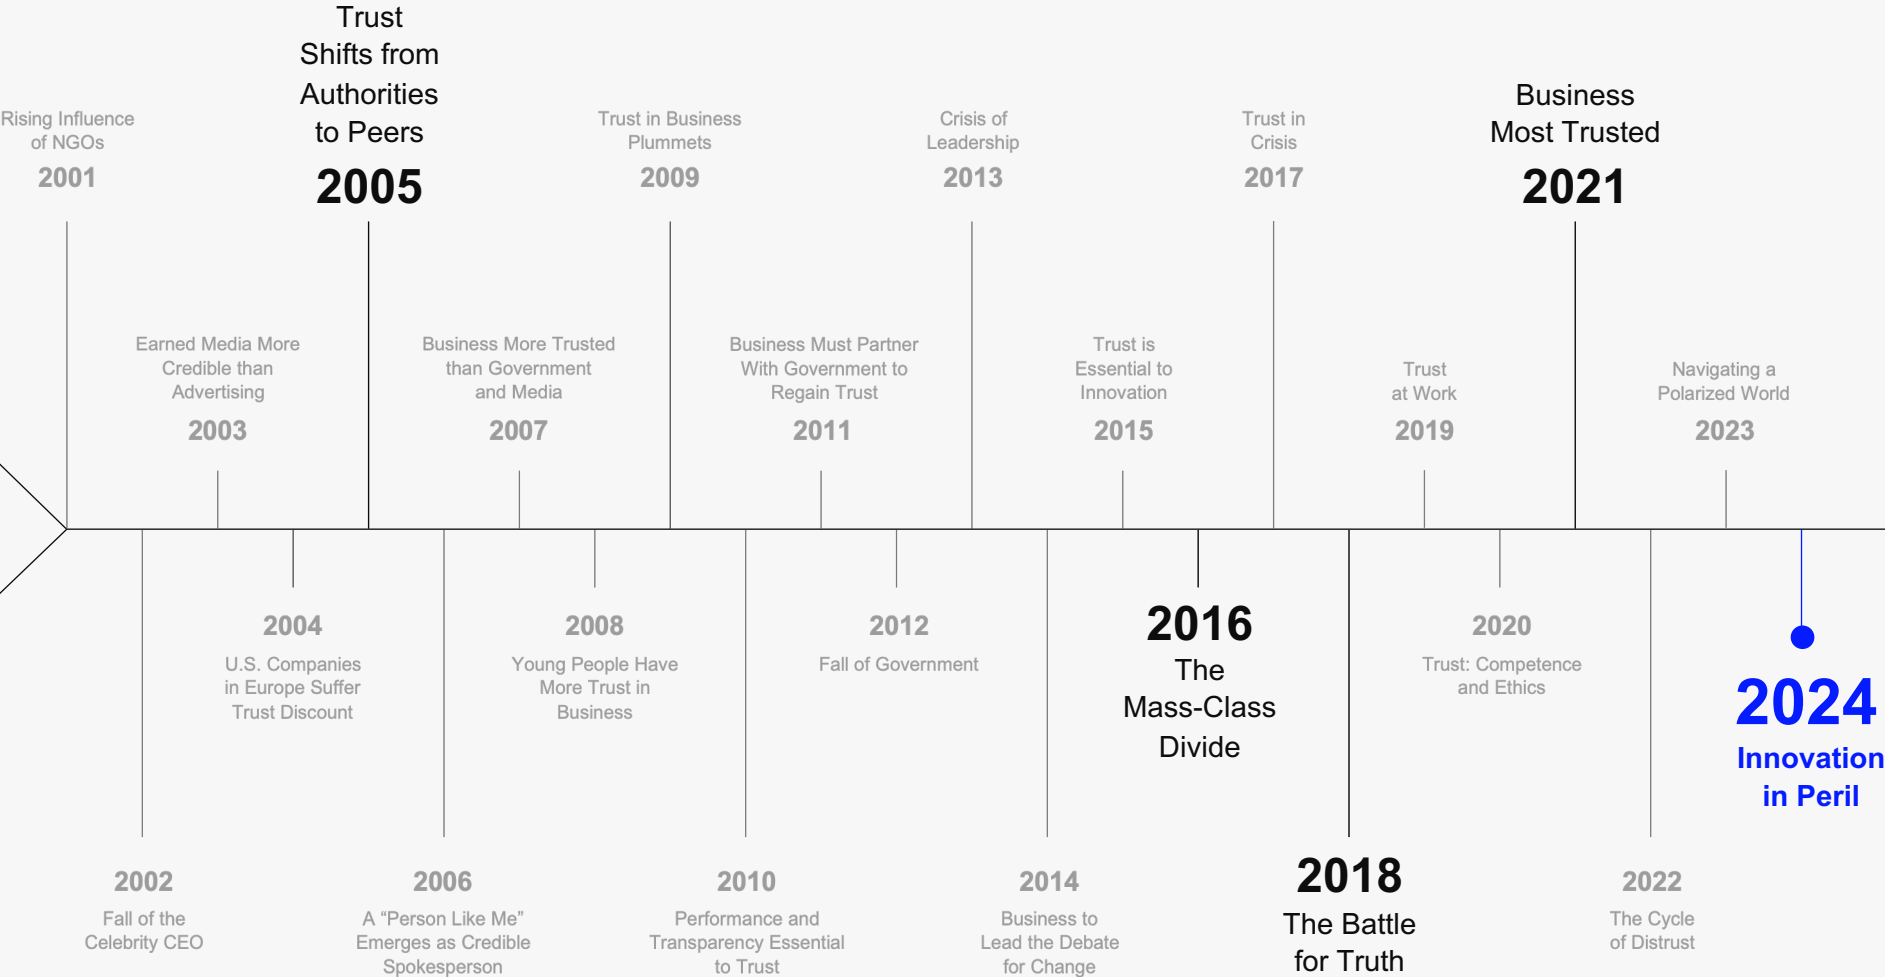 Trust
Shifts from
Authorities
to Peers
2005
Rising Influence
of NGOs
2001
Trust in Business
Plummets
2009
Crisis of
Leadership
2013
Trust in
Crisis
2017
Business
Most Trusted
2021
Earned Media More
Credible than
Advertising
2003
Business More Trusted
than Government
and Media
2007
Business Must Partner
With Government to
Regain Trust
2011
Trust is
Essential to
Innovation
2015
Trust
at Work
2019
Navigating a
Polarized World
2023
2004
U.S. Companies
in Europe Suffer
Trust Discount
2008
Young People Have
More Trust in
Business
2012
Fall of Government
2016
The
Mass-Class
Divide
2020
Trust: Competence
and Ethics
2024
Innovation
in Peril
2002
Fall of the
Celebrity CEO
2006
A “Person Like Me”
Emerges as Credible
Spokesperson
2010
Performance and
Transparency Essential
to Trust
2014
Business to
Lead the Debate
for Change
2018
The Battle
for Truth
2022
The Cycle
of Distrust